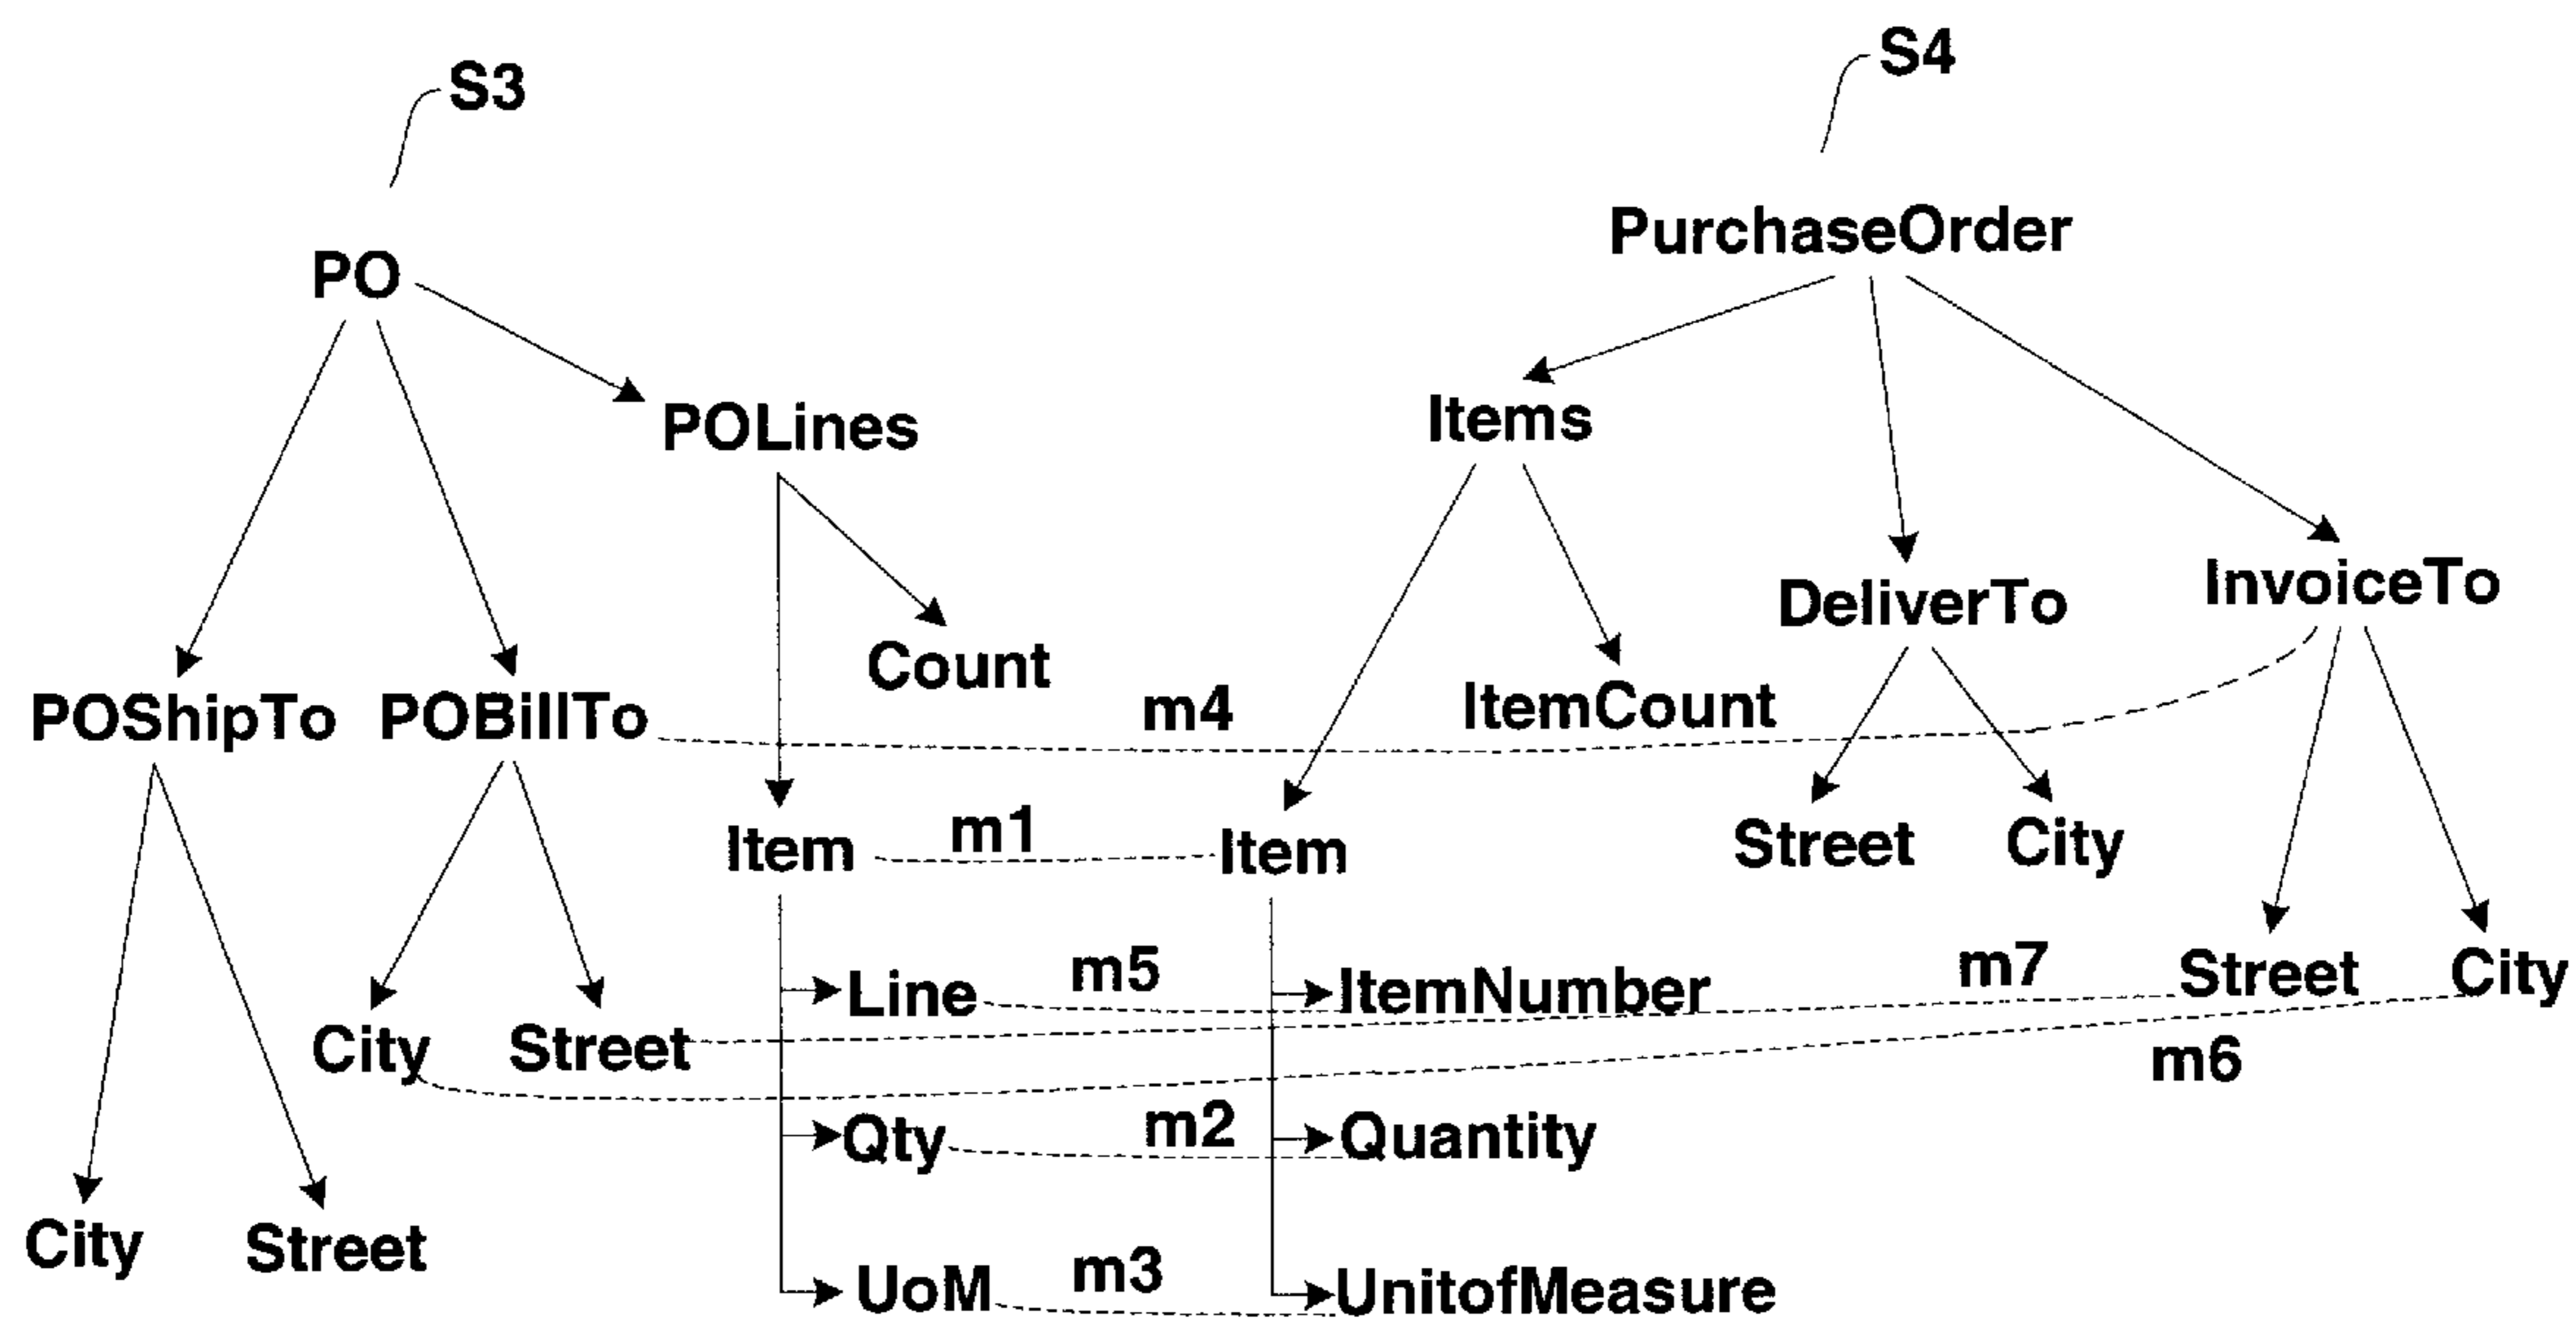 S3
S4
PO
PurchaseOrder
POLines
Items
Count
DeliverTo
InvoiceTo
POShipTo
POBillTo
m4
ItemCount
Item
m1
Item
Street
City
Line
m5
ItemNumber
m7
Street
City
City
Street
m6
Qty
m2
Quantity
City
Street
UoM
m3
UnitofMeasure